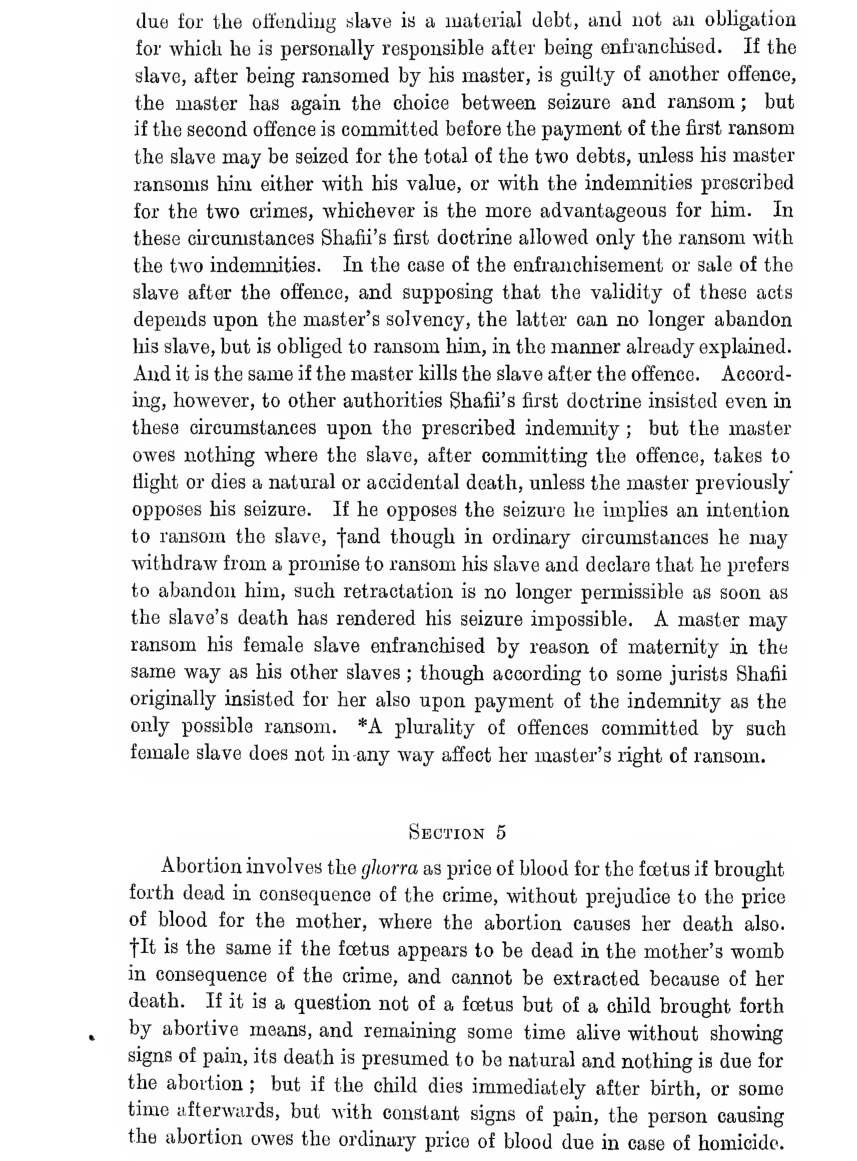 due for the offending slave is a material debt, and not an obligation
for which he is personally responsible after being enfranchised. If the
slave, after being ransomed by his master, is guilty of another offence,
the master has again the choice between seizure and ransom ; but
if the second offence is committed before the payment of the first ransom
the slave may be seized for the total of the two debts, unless his master
ransoms him either with his value, or with the indemnities prescribed
for the two crimes, whichever is the more advantageous for him. In
these circumstances Shafii's first doctrine allowed only the ransom with
the two indemnities. In the case of the enfranchisement or sale of the
slave after the offence, and supposing that the validity of these acts
depends upon the master's solvency, the latter can no longer abandon
his slave, but is obliged to ransom him, in the manner already explained.
And it is the same if the master kills the slave after the offence. Accord-
ing, however, to other authorities Shafii's first doctrine insisted even in
these circumstances upon the prescribed indemnity ; but the master
owes nothing where the slave, after committing the offence, takes to
flight or dies a natural or accidental death, unless the master previously
opposes his seizure. If he opposes the seizure he implies an intention
to ransom the slave, †and though in ordinary circumstances he may
withdraw from a promise to ransom his slave and declare that he prefers
to abandon him, such retractation is no longer permissible as soon as
the slave's death has rendered his seizure impossible. A master may
ransom his female slave enfranchised by reason of maternity in the
same way as his other slaves ; though according to some jurists Shafii
originally insisted for her also upon payment of the indemnity as the
only possible ransom. *A plurality of offences committed by such
female slave does not in any way affect her master's right of ransom.
SECTION 5
Abortion involves the ghorra as price of blood for the fœtus if brought
forth dead in consequence of the crime, without prejudice to the price
of blood for the mother, where the abortion causes her death also.
†It is the same if the fœtus appears to be dead in the mother's womb
in consequence of the crime, and cannot be extracted because of her
death. If it is a question not of a fœtus but of a child brought forth
by abortive means, and remaining some time alive without showing
signs of pain, its death is presumed to be natural and nothing is due for
the abortion ; but if the child dies immediately after birth, or some
time afterwards, but with constant signs of pain, the person causing
the abortion owes the ordinary price of blood due in case of homicide.